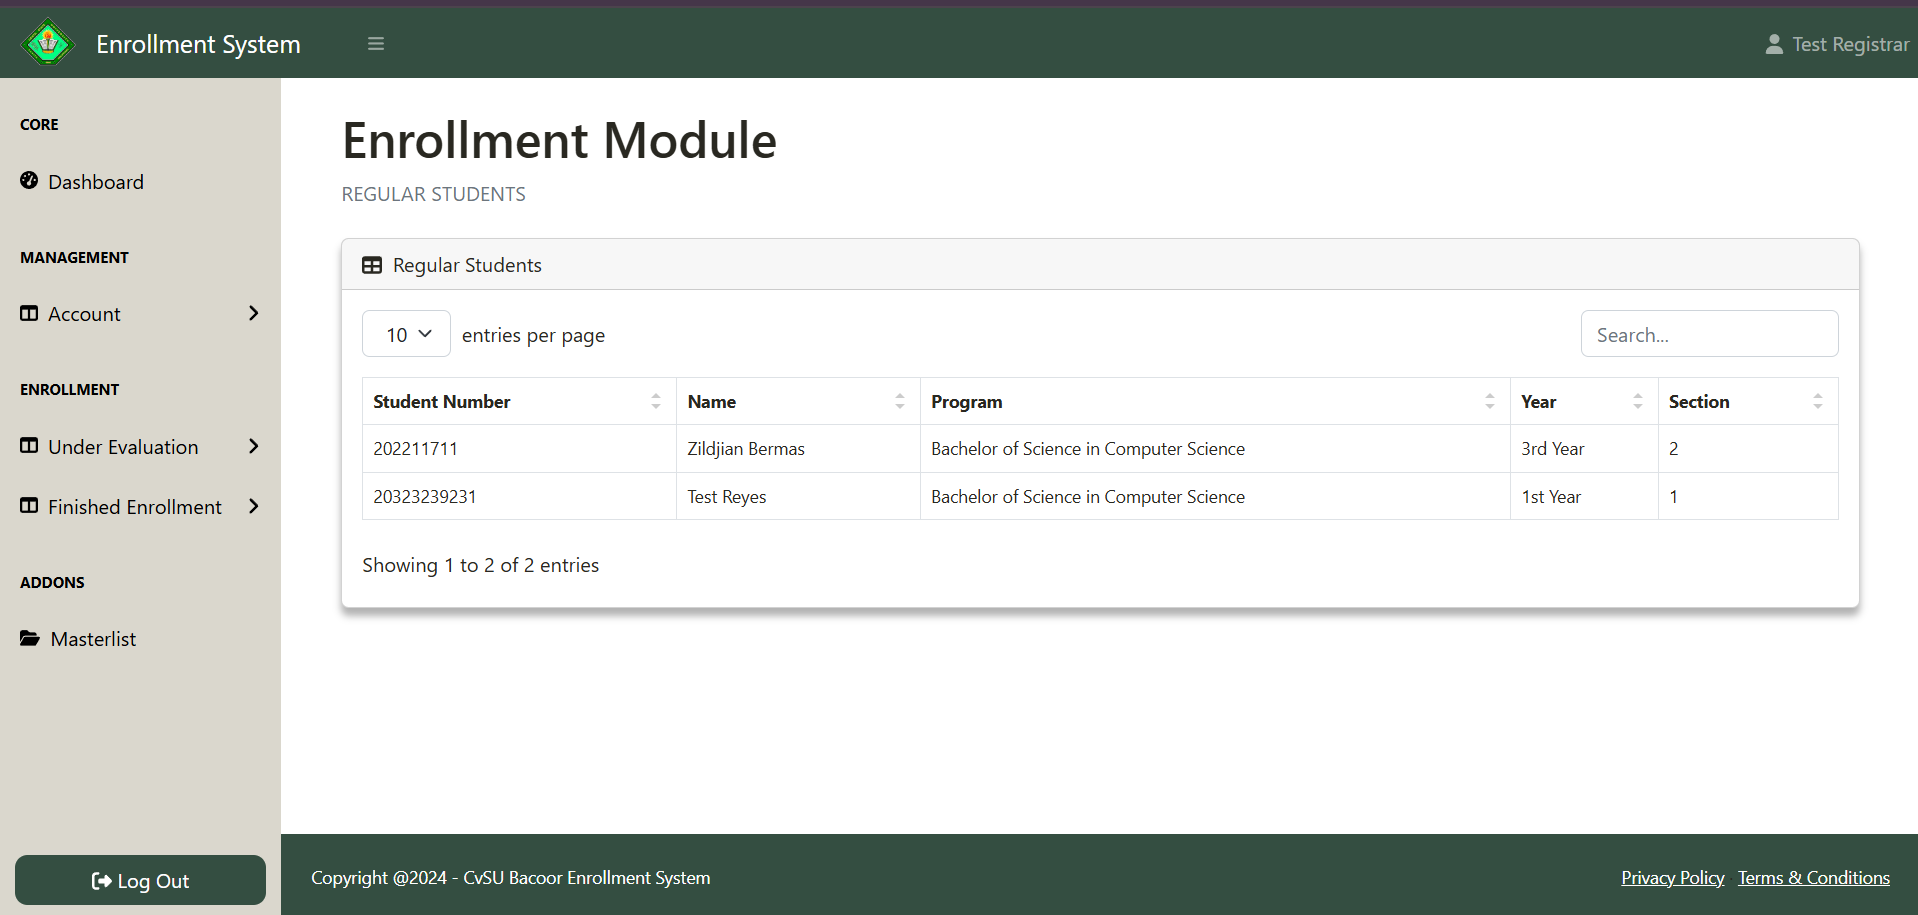 Enrollment System
Test Registrar
CORE
Dashboard
MANAGEMENT
Account
ENROLLMENT
Under Evaluation
Finished Enrollment
ADDONS
Masterlist
Log Out
Enrollment Module
REGULAR STUDENTS
Regular Students
10 entries per page
Search...
Student Number Name Program Year Section
202211711 Zildjian Bermas Bachelor of Science in Computer Science 3rd Year 2
20323239231 Test Reyes Bachelor of Science in Computer Science 1st Year 1
Showing 1 to 2 of 2 entries
Copyright @2024 - CvSU Bacoor Enrollment System
Privacy Policy · Terms & Conditions